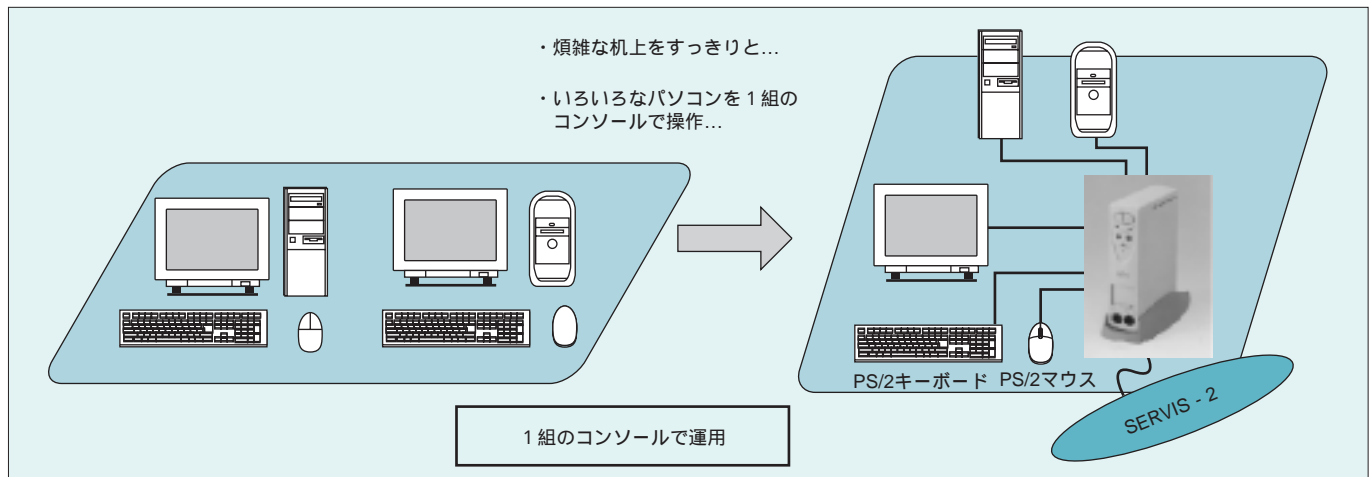 ・煩雑な机上をすっきりと…
・いろいろなパソコンを1組の
コンソールで操作…
PS/2キーボード PS/2マウス
SERVIS - 2
1組のコンソールで運用